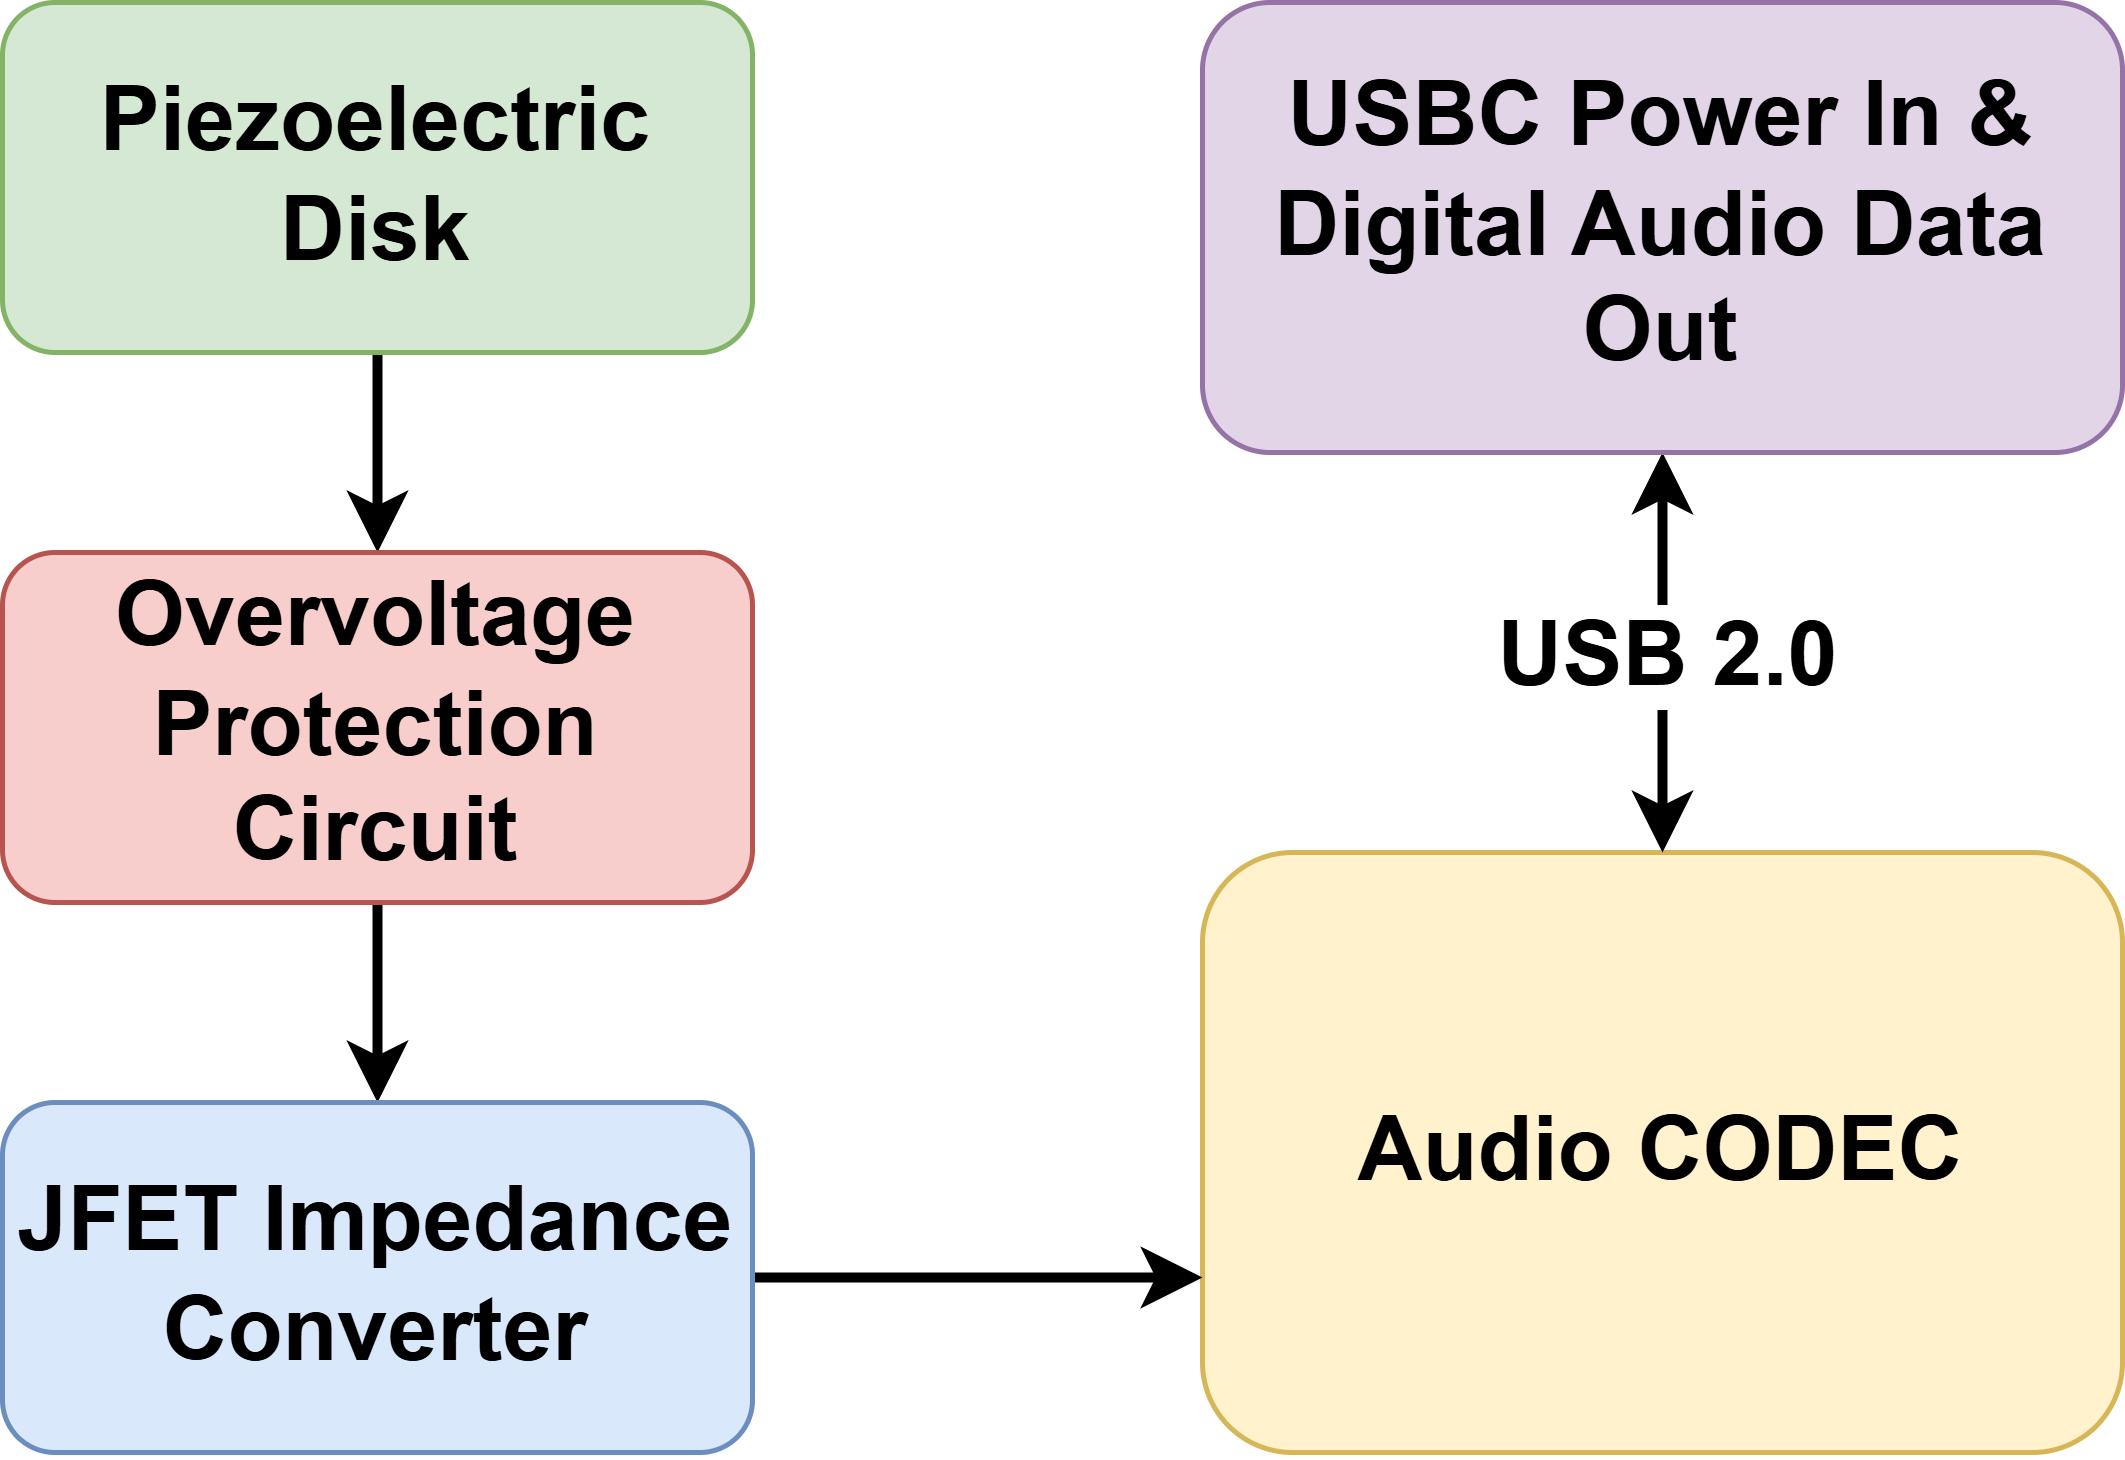 Piezoelectric
Disk
Overvoltage
Protection
Circuit
JFET Impedance
Converter
USBC Power In &
Digital Audio Data
Out
USB 2.0
Audio CODEC